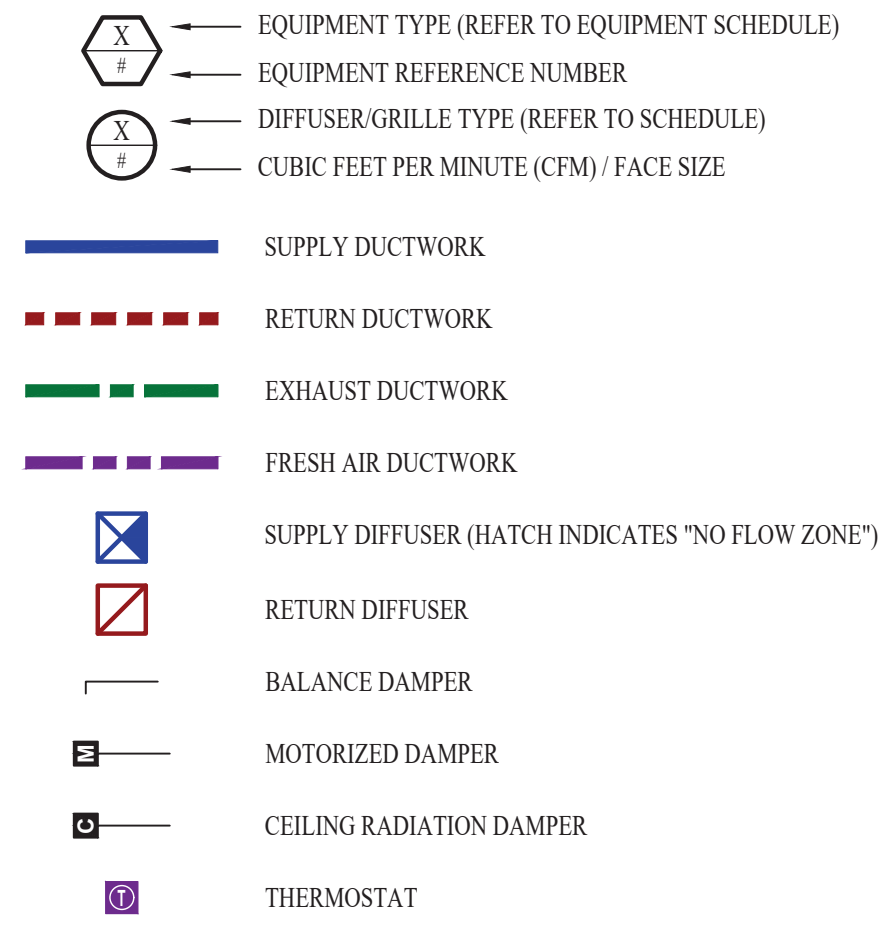 X
EQUIPMENT TYPE (REFER TO EQUIPMENT SCHEDULE)
#
EQUIPMENT REFERENCE NUMBER
X
DIFFUSER/GRILLE TYPE (REFER TO SCHEDULE)
#
CUBIC FEET PER MINUTE (CFM) / FACE SIZE
SUPPLY DUCTWORK
RETURN DUCTWORK
EXHAUST DUCTWORK
FRESH AIR DUCTWORK
SUPPLY DIFFUSER (HATCH INDICATES "NO FLOW ZONE")
RETURN DIFFUSER
BALANCE DAMPER
M MOTORIZED DAMPER
C CEILING RADIATION DAMPER
T THERMOSTAT